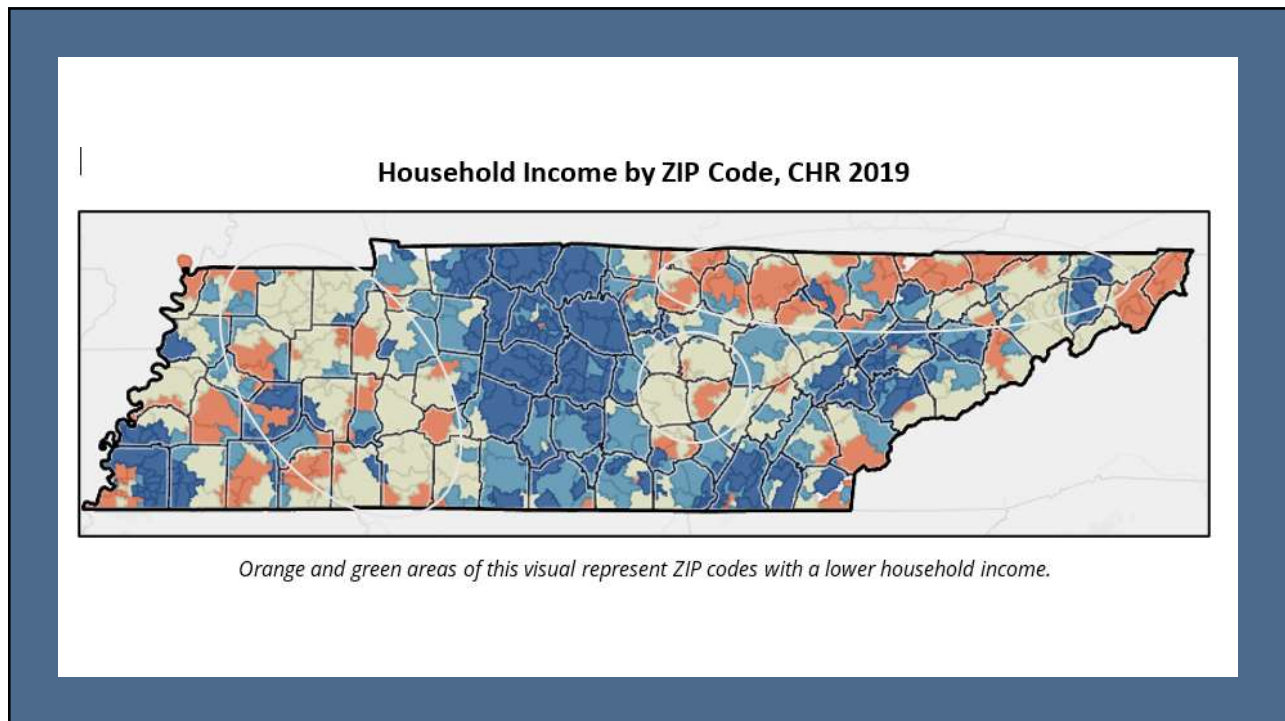 Household Income by ZIP Code, CHR 2019
Orange and green areas of this visual represent ZIP codes with a lower household income.